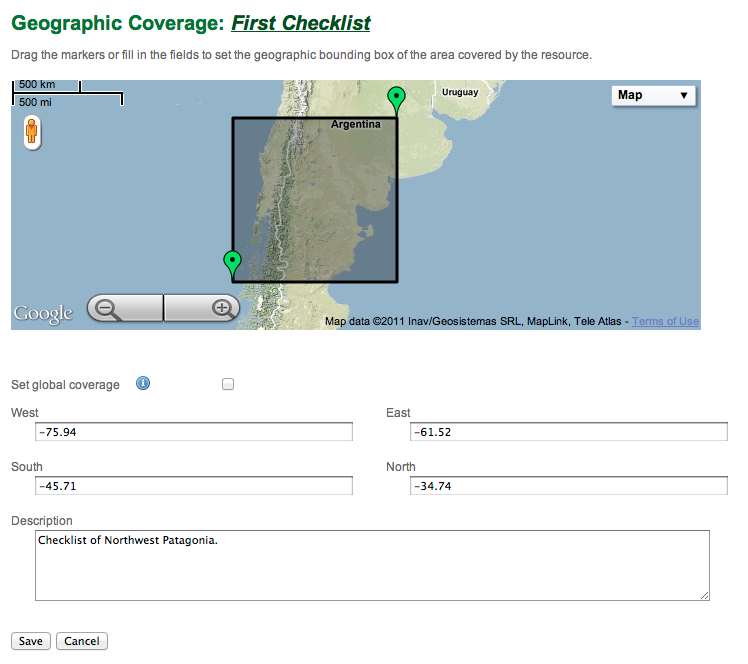 Geographic Coverage: First Checklist
Drag the markers or fill in the fields to set the geographic bounding box of the area covered by the resource.
500 km
500 mi
Uruguay
Map
Argentina
Google
Map data ©2011 Inav/Geosistemas SRL, MapLink, Tele Atlas - Terms of Use
Set global coverage
West
East
-75.94
-61.52
South
North
-45.71
-34.74
Description
Checklist of Northwest Patagonia.
Save
Cancel